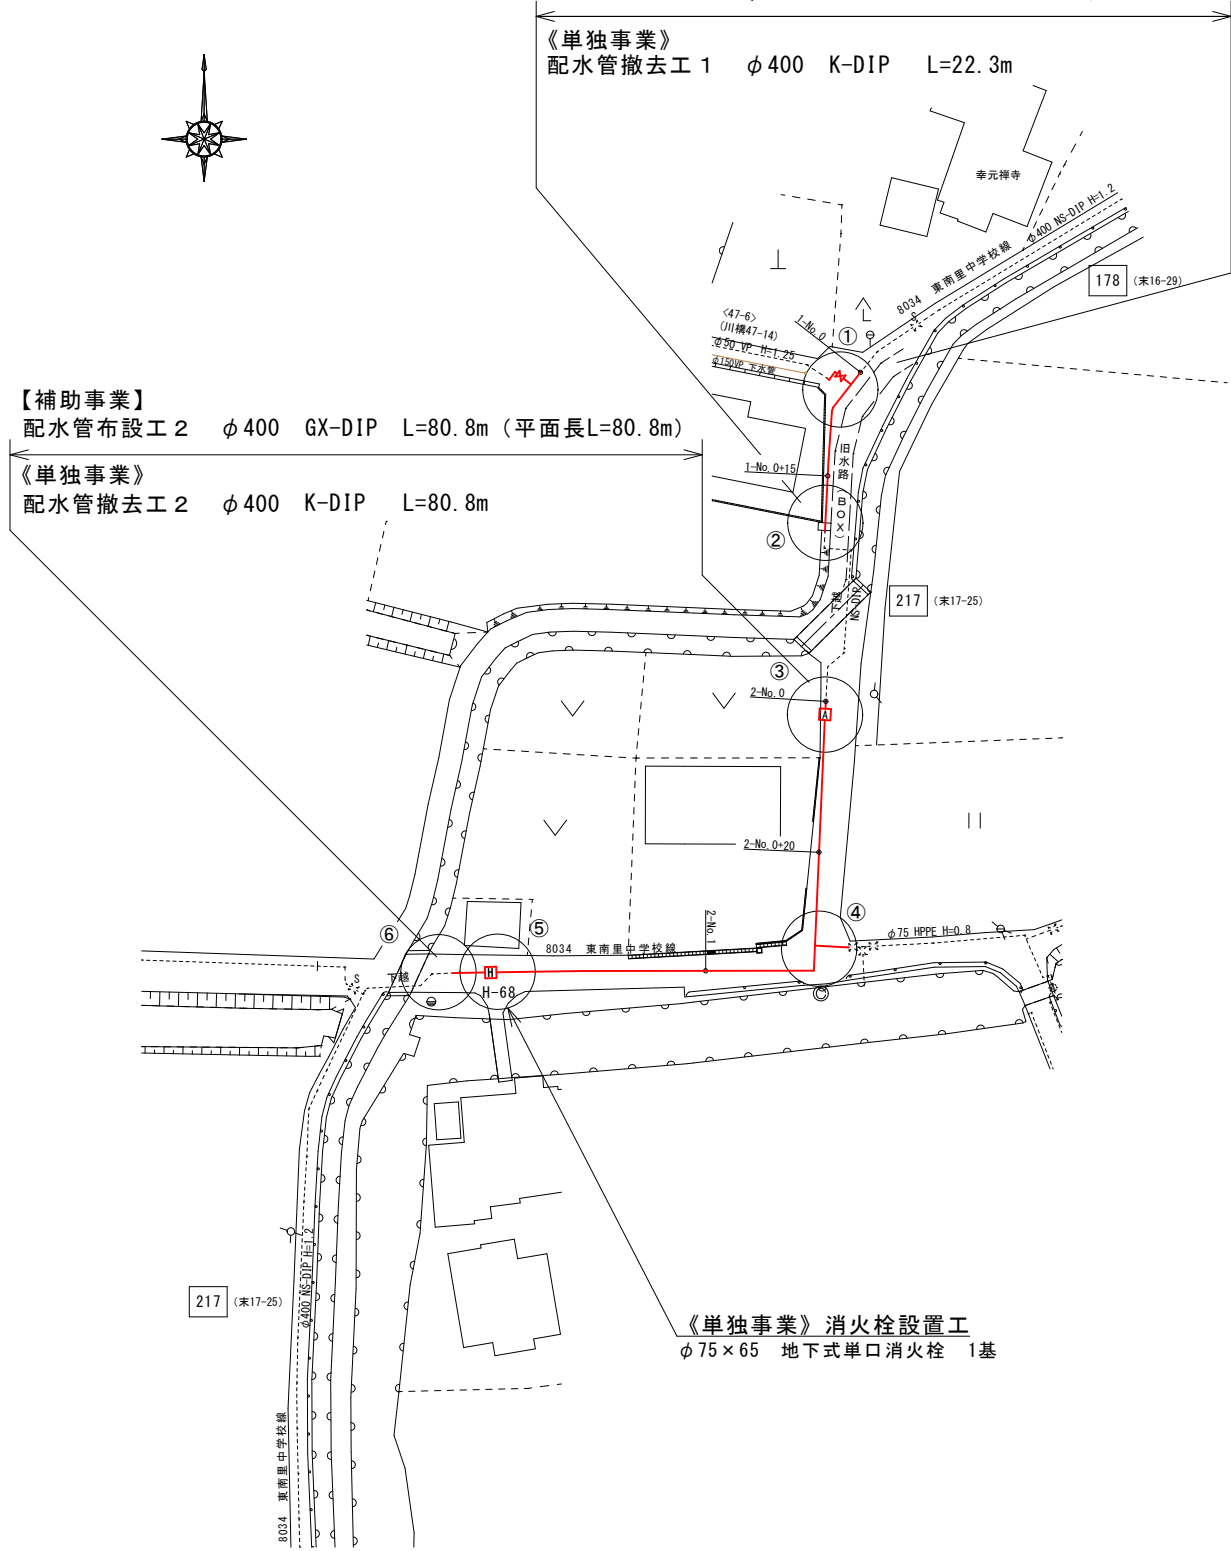 《単独事業》
配水管撤去工１　φ400　K-DIP　L=22.3m
幸元禅寺
φ400 NS-DIP H=1.2
8034　東南里中学校線
178 (末16-29)
<47-6>
(川橋47-14)
φ50 VP H=1.25
φ150VP 下水管
1-No.0
①
S
【補助事業】
配水管布設工２　φ400　GX-DIP　L=80.8m（平面長L=80.8m）
《単独事業》
配水管撤去工２　φ400　K-DIP　L=80.8m
旧水路（BOX）
1-No.0+15
②
下越
NS-DIP
217 (末17-25)
③
2-No.0
A
2-No.0+20
2-No.1
④
φ75 HPPE H=0.8
⑤
⑥
8034　東南里中学校線
下越
S
H
H-68
φ400 NS-DIP H=1.2
217 (末17-25)
《単独事業》消火栓設置工
φ75×65　地下式単口消火栓　1基
8034　東南里中学校線